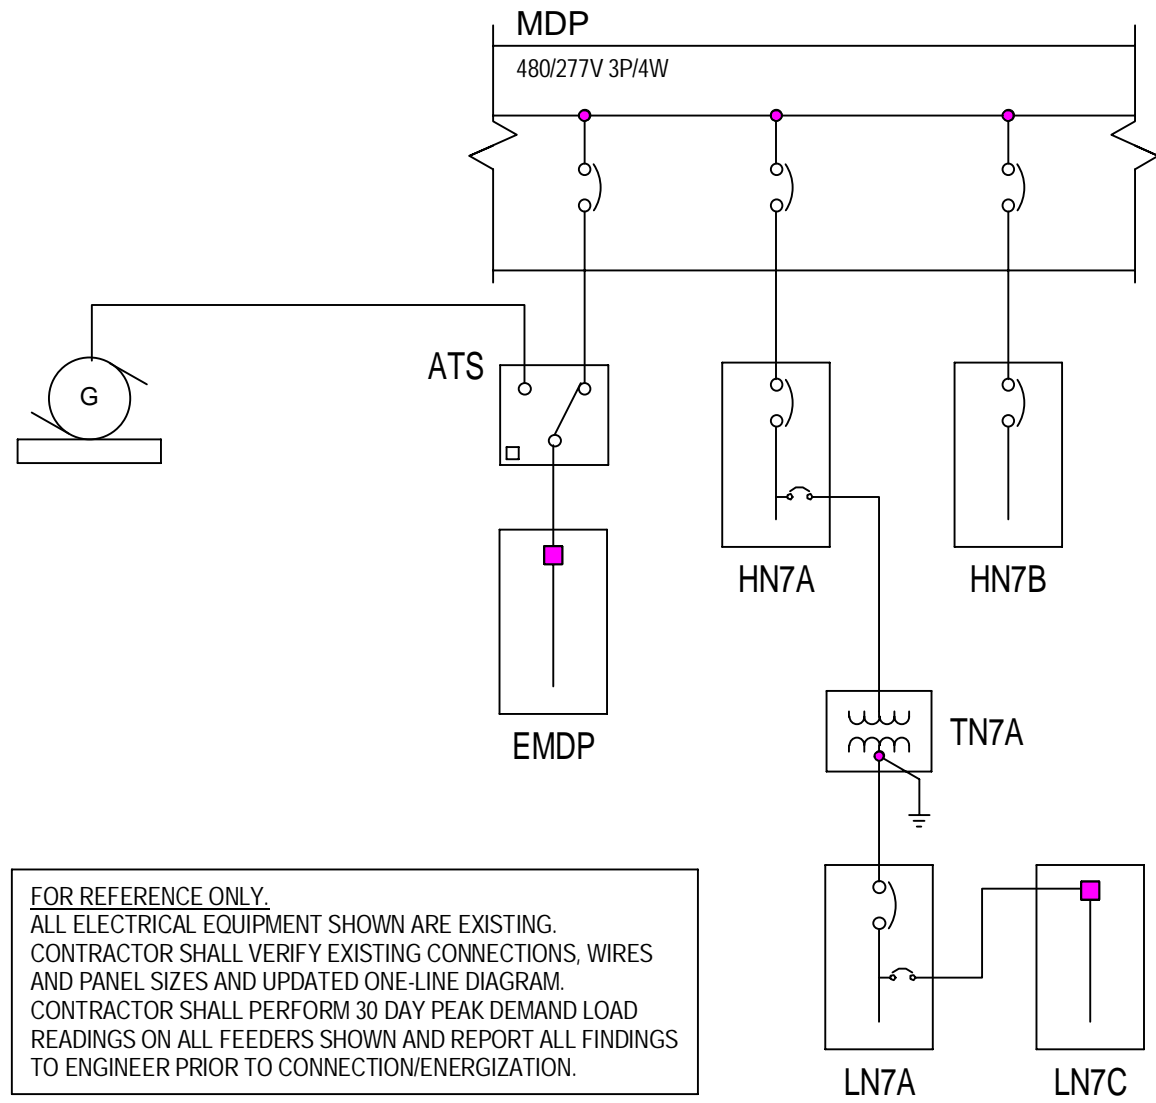 MDP
480/277V 3P/4W
ATS
G
HN7A
HN7B
EMDP
TN7A
FOR REFERENCE ONLY.
ALL ELECTRICAL EQUIPMENT SHOWN ARE EXISTING.
CONTRACTOR SHALL VERIFY EXISTING CONNECTIONS, WIRES
AND PANEL SIZES AND UPDATED ONE-LINE DIAGRAM.
CONTRACTOR SHALL PERFORM 30 DAY PEAK DEMAND LOAD
READINGS ON ALL FEEDERS SHOWN AND REPORT ALL FINDINGS
TO ENGINEER PRIOR TO CONNECTION/ENERGIZATION.
LN7A
LN7C